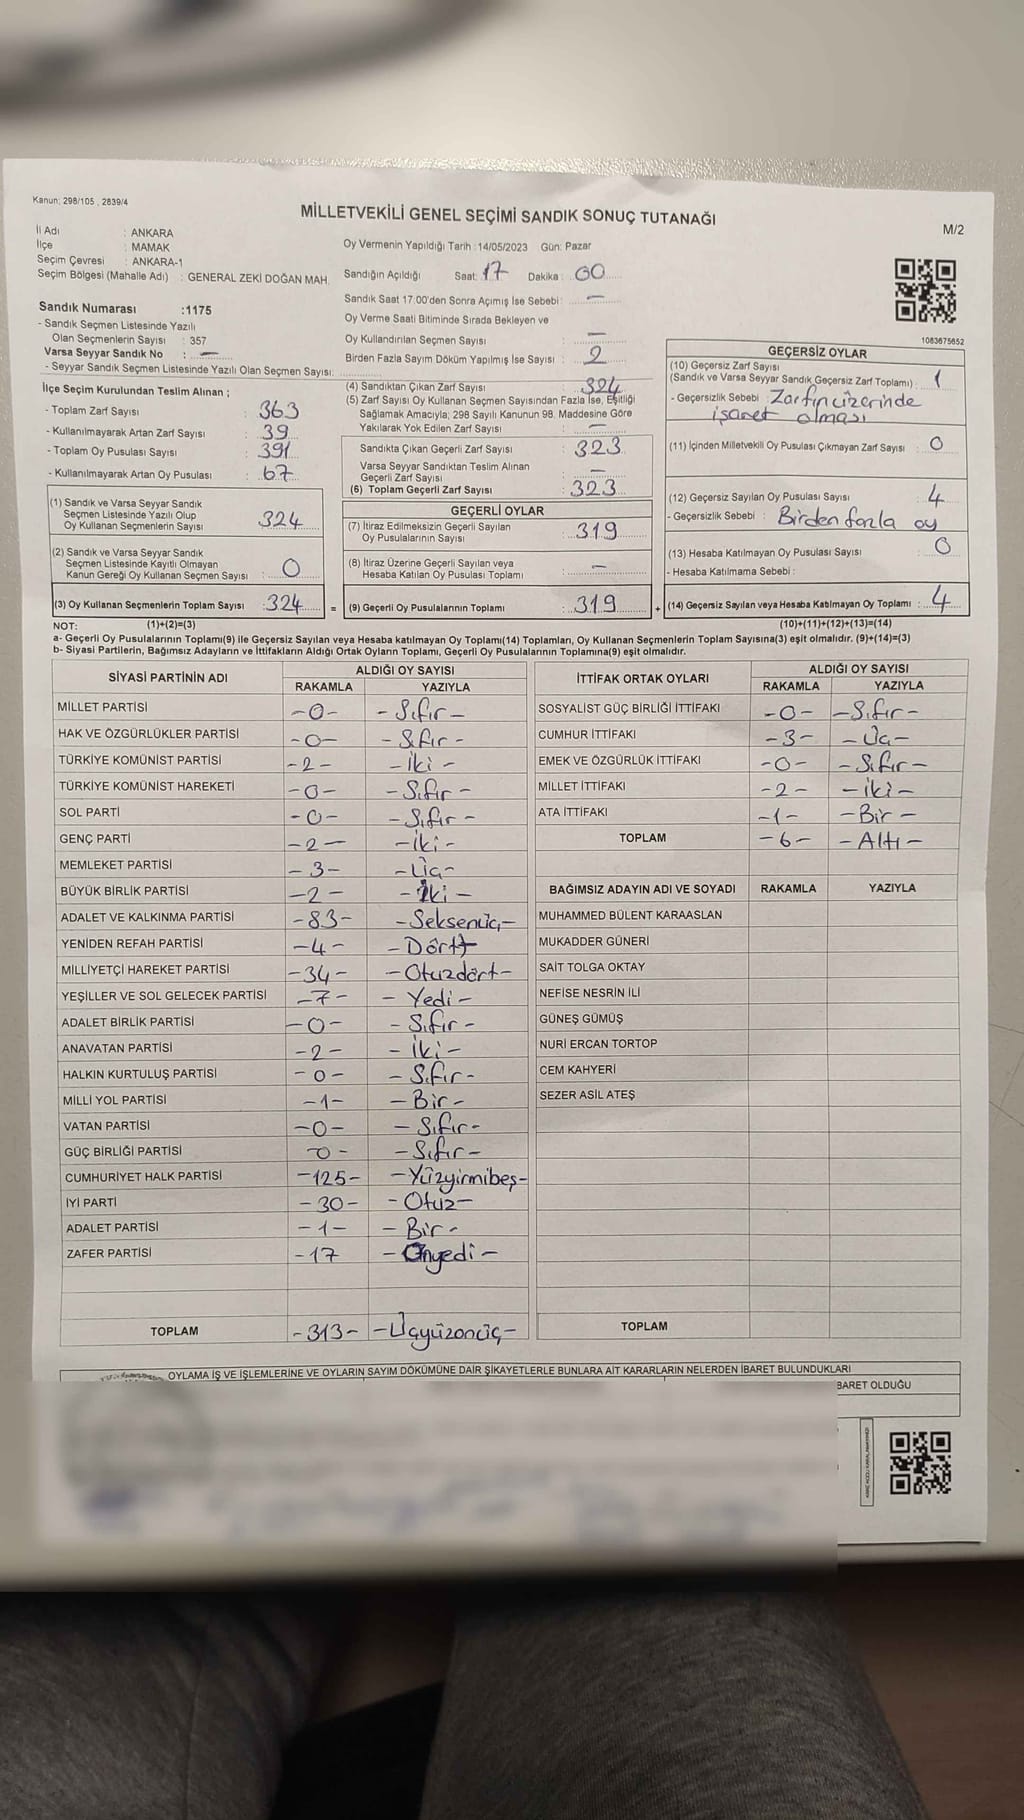 Kanun; 298/105 , 2839/4
MİLLETVEKİLİ GENEL SEÇİMİ SANDIK SONUÇ TUTANAĞI
M/2
İl Adı : ANKARA
İlçe : MAMAK
Seçim Çevresi : ANKARA-1
Seçim Bölgesi (Mahalle Adı) : GENERAL ZEKİ DOĞAN MAH.
Sandık Numarası :1175
- Sandık Seçmen Listesinde Yazılı
Olan Seçmenlerin Sayısı : 357
Varsa Seyyar Sandık No : —
- Seyyar Sandık Seçmen Listesinde Yazılı Olan Seçmen Sayısı:
Oy Vermenin Yapıldığı Tarih : 14/05/2023 Gün: Pazar
Sandığın Açıldığı Saat: 17 Dakika : 00
Sandık Saat 17:00'den Sonra Açımış İse Sebebi : —
Oy Verme Saati Bitiminde Sırada Bekleyen ve
Oy Kullandırılan Seçmen Sayısı : —
Birden Fazla Sayım Döküm Yapılmış İse Sayısı : 2
1083675652
İlçe Seçim Kurulundan Teslim Alınan ;
- Toplam Zarf Sayısı : 363
- Kullanılmayarak Artan Zarf Sayısı : 39
- Toplam Oy Pusulası Sayısı : 391
- Kullanılmayarak Artan Oy Pusulası : 67
(4) Sandıktan Çıkan Zarf Sayısı : 324
(5) Zarf Sayısı Oy Kullanan Seçmen Sayısından Fazla İse, Eşitliği
Sağlamak Amacıyla; 298 Sayılı Kanunun 98. Maddesine Göre
Yakılarak Yok Edilen Zarf Sayısı : —
Sandıkta Çıkan Geçerli Zarf Sayısı : 323
Varsa Seyyar Sandıktan Teslim Alınan
Geçerli Zarf Sayısı : —
(6) Toplam Geçerli Zarf Sayısı : 323
GEÇERSİZ OYLAR
(10) Geçersiz Zarf Sayısı
(Sandık ve Varsa Seyyar Sandık Geçersiz Zarf Toplamı) : 1
- Geçersizlik Sebebi : Zarfın üzerinde
işaret olması
(11) İçinden Milletvekili Oy Pusulası Çıkmayan Zarf Sayısı : 0
(12) Geçersiz Sayılan Oy Pusulası Sayısı : 4
- Geçersizlik Sebebi : Birden fazla oy
(13) Hesaba Katılmayan Oy Pusulası Sayısı : 0
- Hesaba Katılmama Sebebi :
(1) Sandık ve Varsa Seyyar Sandık
Seçmen Listesinde Yazılı Olup
Oy Kullanan Seçmenlerin Sayısı : 324
(2) Sandık ve Varsa Seyyar Sandık
Seçmen Listesinde Kayıtlı Olmayan
Kanun Gereği Oy Kullanan Seçmen Sayısı : 0
GEÇERLİ OYLAR
(7) İtiraz Edilmeksizin Geçerli Sayılan
Oy Pusulalarının Sayısı : 319
(8) İtiraz Üzerine Geçerli Sayılan veya
Hesaba Katılan Oy Pusulası Toplamı : —
(3) Oy Kullanan Seçmenlerin Toplam Sayısı : 324 = (9) Geçerli Oy Pusulalarının Toplamı : 319 + (14) Geçersiz Sayılan veya Hesaba Katılmayan Oy Toplamı : 4
NOT: (1)+(2)=(3) (10)+(11)+(12)+(13)=(14)
a- Geçerli Oy Pusulalarının Toplamı(9) ile Geçersiz Sayılan veya Hesaba katılmayan Oy Toplamı(14) Toplamları, Oy Kullanan Seçmenlerin Toplam Sayısına(3) eşit olmalıdır. (9)+(14)=(3)
b- Siyasi Partilerin, Bağımsız Adayların ve İttifakların Aldığı Ortak Oyların Toplamı, Geçerli Oy Pusulalarının Toplamına(9) eşit olmalıdır.
SİYASİ PARTİNİN ADI ALDIĞI OY SAYISI
RAKAMLA YAZIYLA
MİLLET PARTİSİ -0- -Sıfır-
HAK VE ÖZGÜRLÜKLER PARTİSİ -0- -Sıfır-
TÜRKİYE KOMÜNİST PARTİSİ -2- -İki-
TÜRKİYE KOMÜNİST HAREKETİ -0- -Sıfır-
SOL PARTİ -0- -Sıfır-
GENÇ PARTİ -2- -İki-
MEMLEKET PARTİSİ -3- -Üç-
BÜYÜK BİRLİK PARTİSİ -2- -İki-
ADALET VE KALKINMA PARTİSİ -83- -Seksenüç-
YENİDEN REFAH PARTİSİ -4- -Dört-
MİLLİYETÇİ HAREKET PARTİSİ -34- -Otuzdört-
YEŞİLLER VE SOL GELECEK PARTİSİ -7- -Yedi-
ADALET BİRLİK PARTİSİ -0- -Sıfır-
ANAVATAN PARTİSİ -2- -İki-
HALKIN KURTULUŞ PARTİSİ -0- -Sıfır-
MİLLİ YOL PARTİSİ -1- -Bir-
VATAN PARTİSİ -0- -Sıfır-
GÜÇ BİRLİĞİ PARTİSİ -0- -Sıfır-
CUMHURİYET HALK PARTİSİ -125- -Yüzyirmibeş-
İYİ PARTİ -30- -Otuz-
ADALET PARTİSİ -1- -Bir-
ZAFER PARTİSİ -17 -Onyedi-
TOPLAM -313- -Üçyüzonüç-
İTTİFAK ORTAK OYLARI ALDIĞI OY SAYISI
RAKAMLA YAZIYLA
SOSYALİST GÜÇ BİRLİĞİ İTTİFAKI -0- -Sıfır-
CUMHUR İTTİFAKI -3- -Üç-
EMEK VE ÖZGÜRLÜK İTTİFAKI -0- -Sıfır-
MİLLET İTTİFAKI -2- -İki-
ATA İTTİFAKI -1- -Bir-
TOPLAM -6- -Altı-
BAĞIMSIZ ADAYIN ADI VE SOYADI RAKAMLA YAZIYLA
MUHAMMED BÜLENT KARAASLAN
MUKADDER GÜNERİ
SAİT TOLGA OKTAY
NEFİSE NESRİN İLİ
GÜNEŞ GÜMÜŞ
NURİ ERCAN TORTOP
CEM KAHYERİ
SEZER ASİL ATEŞ
TOPLAM
OYLAMA İŞ VE İŞLEMLERİNE VE OYLARIN SAYIM DÖKÜMÜNE DAİR ŞİKAYETLERLE BUNLARA AİT KARARLARIN NELERDEN İBARET BULUNDUKLARI
BARET OLDUĞU